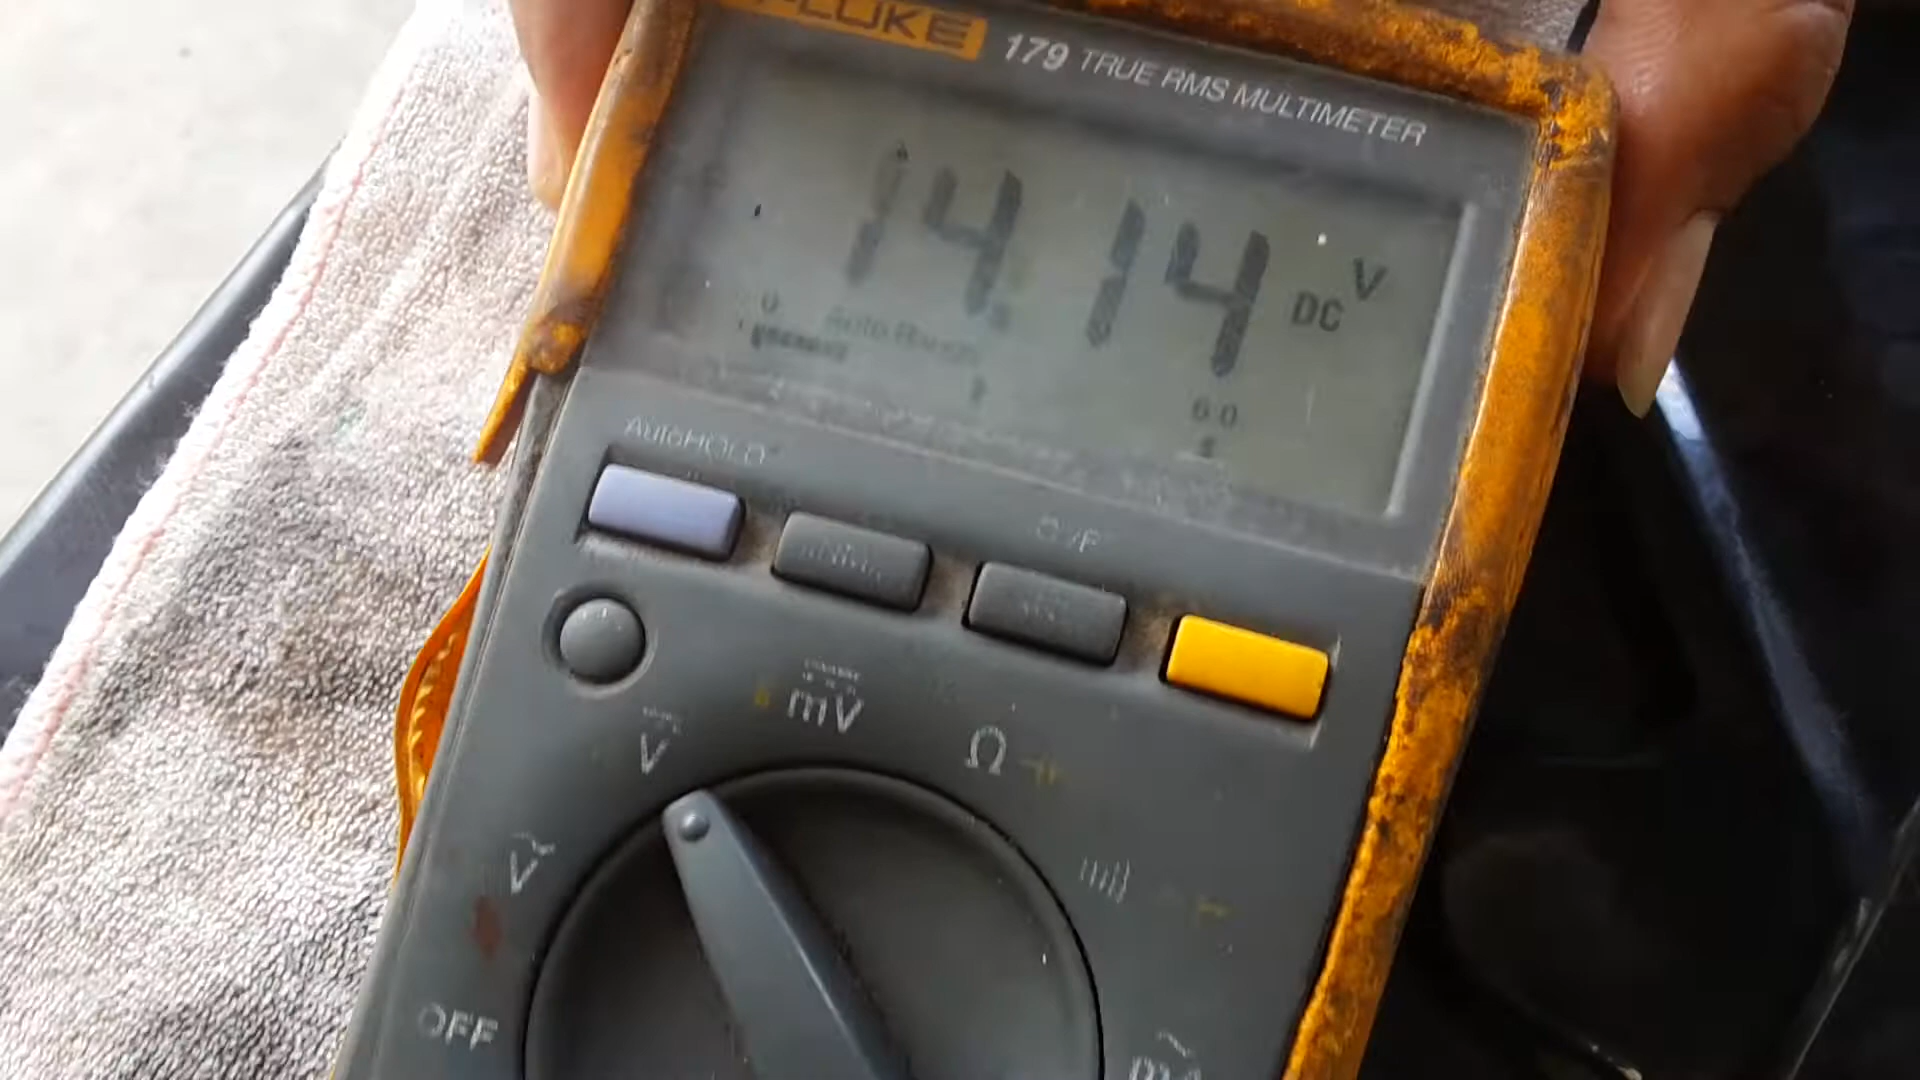 FLUKE 179 TRUE RMS MULTIMETER
14.14 V DC
0 Auto Range
60
AutoHOLD
°C/°F
V
mV
Ω
V
OFF